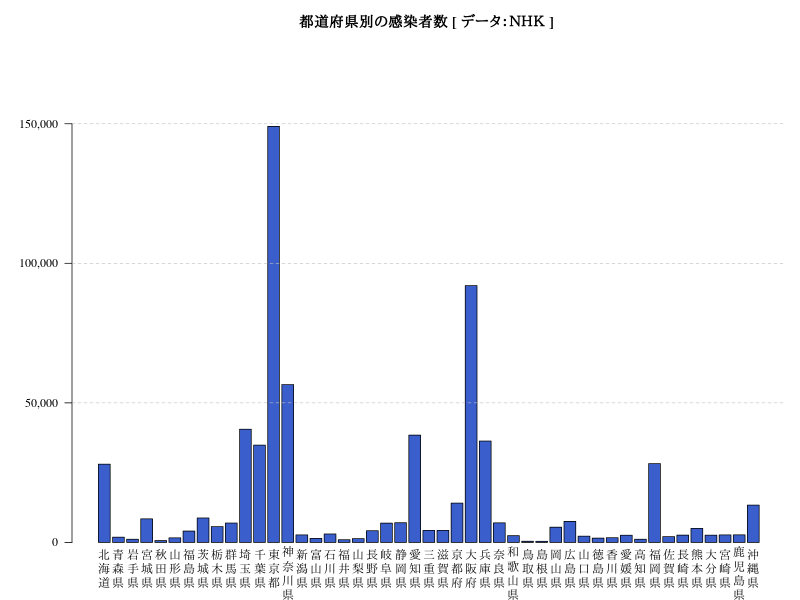 都道府県別の感染者数 [ データ：NHK ]
150,000
100,000
50,000
0
北海道
青森県
岩手県
宮城県
秋田県
山形県
福島県
茨城県
栃木県
群馬県
埼玉県
千葉県
東京都
神奈川県
新潟県
富山県
石川県
福井県
山梨県
長野県
岐阜県
静岡県
愛知県
三重県
滋賀県
京都府
大阪府
兵庫県
奈良県
和歌山県
鳥取県
島根県
岡山県
広島県
山口県
徳島県
香川県
愛媛県
高知県
福岡県
佐賀県
長崎県
熊本県
大分県
宮崎県
鹿児島県
沖縄県